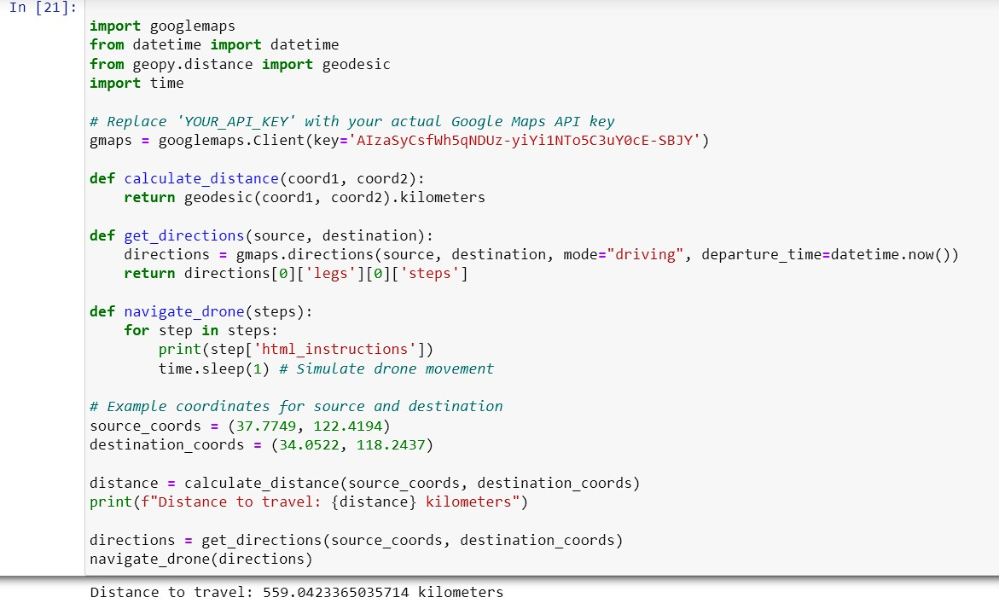 In [21]:
import googlemaps
from datetime import datetime
from geopy.distance import geodesic
import time
# Replace 'YOUR_API_KEY' with your actual Google Maps API key
gmaps = googlemaps.Client(key='AIzaSyCsfWh5qNDUz-yiYi1NTo5C3uY0cE-SBJY')
def calculate_distance(coord1, coord2):
    return geodesic(coord1, coord2).kilometers
def get_directions(source, destination):
    directions = gmaps.directions(source, destination, mode="driving", departure_time=datetime.now())
    return directions[0]['legs'][0]['steps']
def navigate_drone(steps):
    for step in steps:
        print(step['html_instructions'])
        time.sleep(1) # Simulate drone movement
# Example coordinates for source and destination
source_coords = (37.7749, 122.4194)
destination_coords = (34.0522, 118.2437)
distance = calculate_distance(source_coords, destination_coords)
print(f"Distance to travel: {distance} kilometers")
directions = get_directions(source_coords, destination_coords)
navigate_drone(directions)
Distance to travel: 559.0423365035714 kilometers